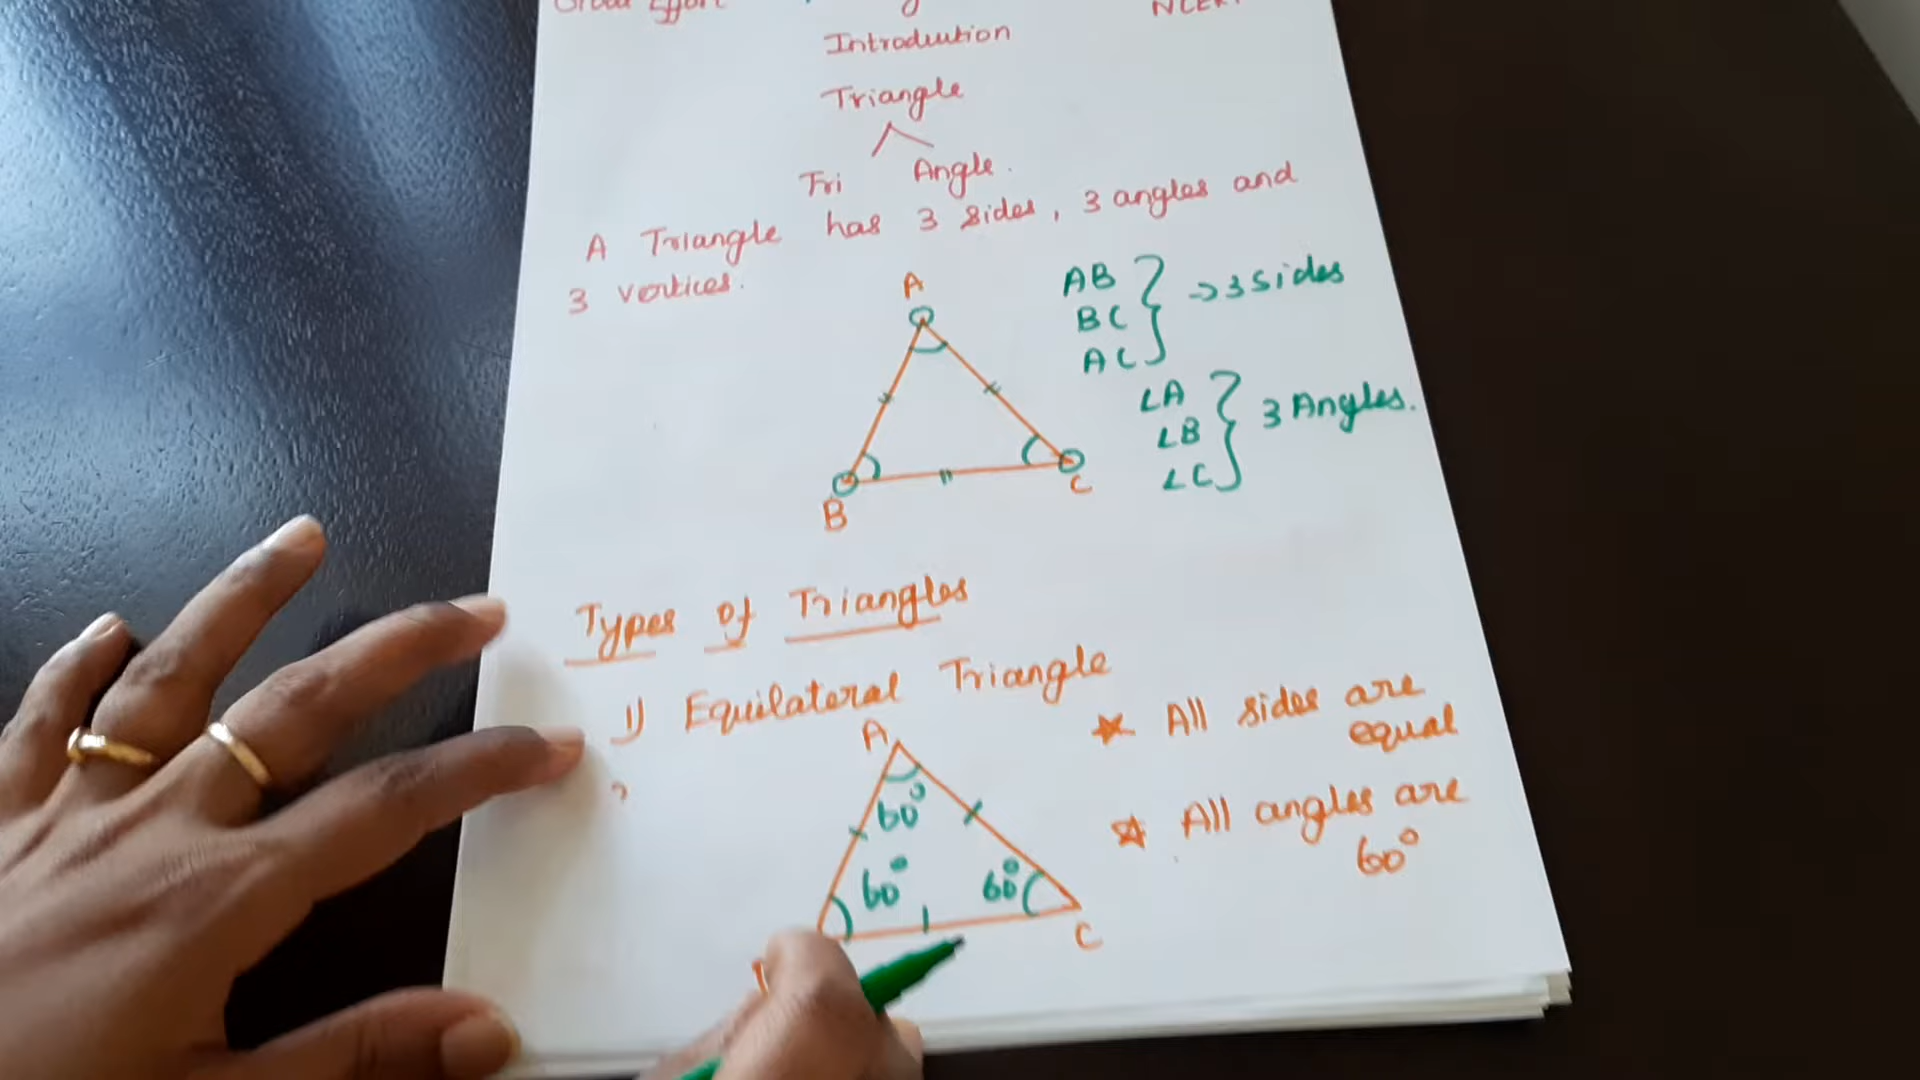 NCERT
Introduction
Triangle
Tri Angle.
A Triangle has 3 sides, 3 angles and
3 vertices.
A
B
C
AB
BC
AC
→ 3 sides
∠A
∠B
∠C
3 Angles.
Types of Triangles
1) Equilateral Triangle
A
60°
60°
60°
C
★ All sides are
equal
★ All angles are
60°